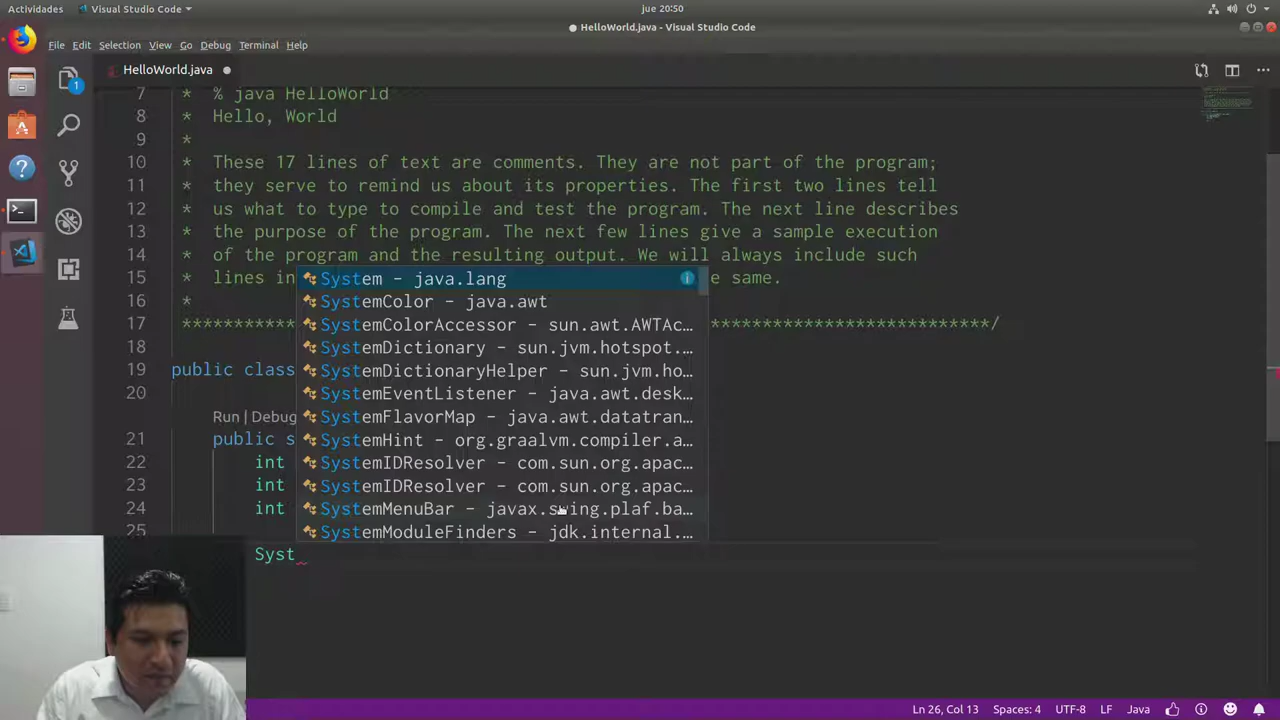 Actividades
Visual Studio Code
jue 20:50
● HelloWorld.java - Visual Studio Code
File Edit Selection View Go Debug Terminal Help
1
HelloWorld.java
7 * % java HelloWorld
8 * Hello, World
9 *
10 * These 17 lines of text are comments. They are not part of the program;
11 * they serve to remind us about its properties. The first two lines tell
12 * us what to type to compile and test the program. The next line describes
13 * the purpose of the program. The next few lines give a sample execution
14 * of the program and the resulting output. We will always include such
15 * lines in e same.
16 *
17 ****************************/
18
19 public class
20
Run | Debug
21 public s
22 int
23 int
24 int
25
Syst
System - java.lang
SystemColor - java.awt
SystemColorAccessor - sun.awt.AWTAc…
SystemDictionary - sun.jvm.hotspot.…
SystemDictionaryHelper - sun.jvm.ho…
SystemEventListener - java.awt.desk…
SystemFlavorMap - java.awt.datatran…
SystemHint - org.graalvm.compiler.a…
SystemIDResolver - com.sun.org.apac…
SystemIDResolver - com.sun.org.apac…
SystemMenuBar - javax.swing.plaf.ba…
SystemModuleFinders - jdk.internal.…
Ln 26, Col 13 Spaces: 4 UTF-8 LF Java